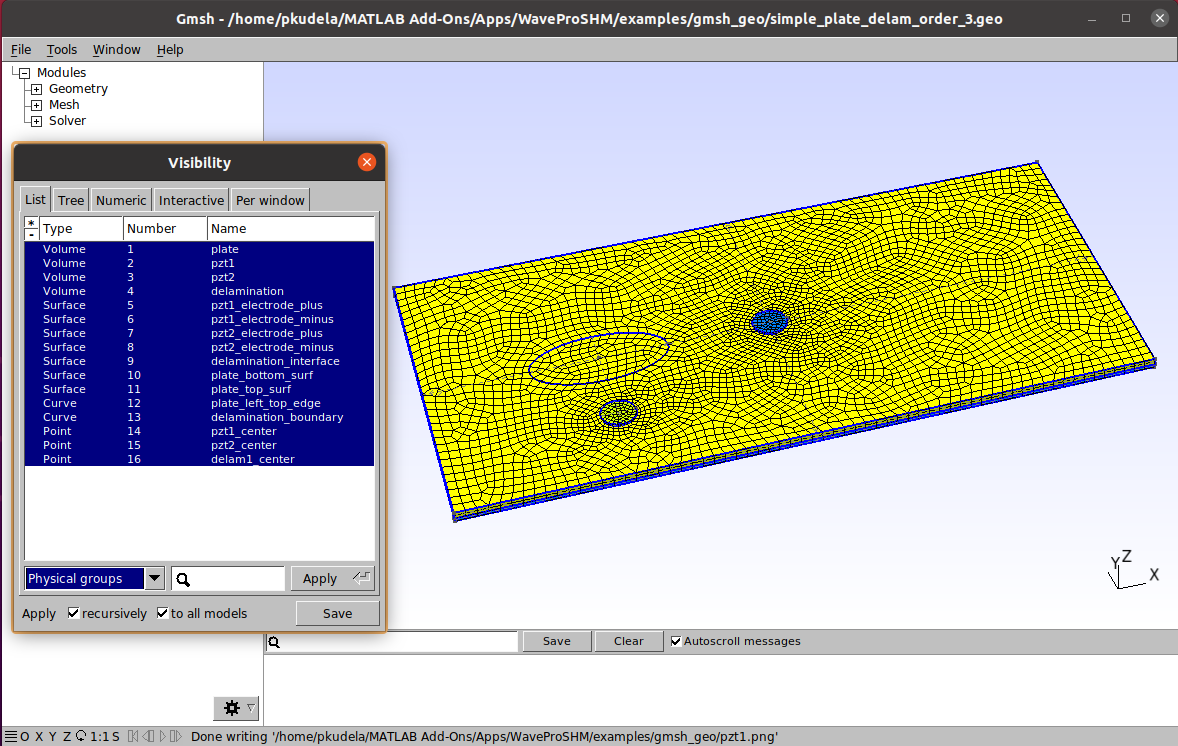 Gmsh - /home/pkudela/MATLAB Add-Ons/Apps/WaveProSHM/examples/gmsh_geo/simple_plate_delam_order_3.geo
File Tools Window Help
Modules
Geometry
Mesh
Solver
Visibility
List Tree Numeric Interactive Per window
* - Type Number Name
Volume 1 plate
Volume 2 pzt1
Volume 3 pzt2
Volume 4 delamination
Surface 5 pzt1_electrode_plus
Surface 6 pzt1_electrode_minus
Surface 7 pzt2_electrode_plus
Surface 8 pzt2_electrode_minus
Surface 9 delamination_interface
Surface 10 plate_bottom_surf
Surface 11 plate_top_surf
Curve 12 plate_left_top_edge
Curve 13 delamination_boundary
Point 14 pzt1_center
Point 15 pzt2_center
Point 16 delam1_center
Physical groups Apply
Apply recursively to all models Save
Y Z X
Save Clear Autoscroll messages
O X Y Z 1:1 S Done writing '/home/pkudela/MATLAB Add-Ons/Apps/WaveProSHM/examples/gmsh_geo/pzt1.png'